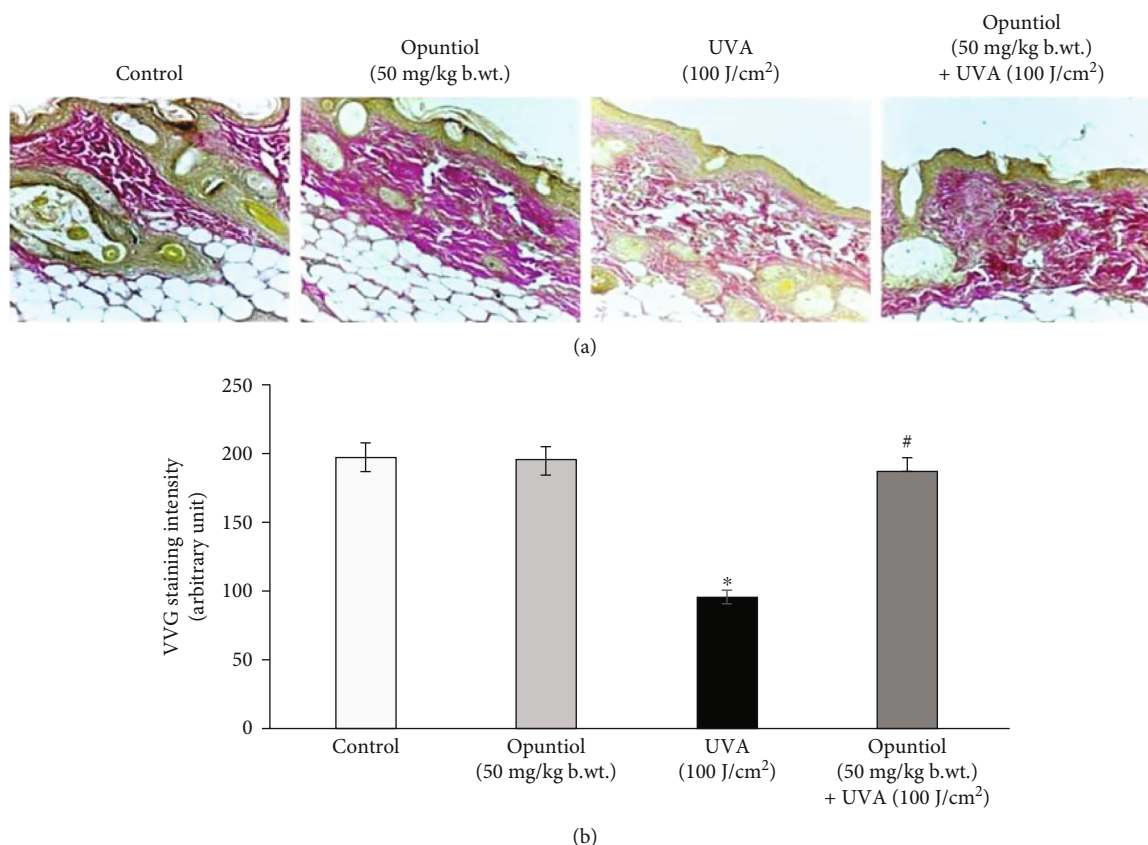 Control
Opuntiol
(50 mg/kg b.wt.)
UVA
(100 J/cm²)
Opuntiol
(50 mg/kg b.wt.)
+ UVA (100 J/cm²)
(a)
VVG staining intensity
(arbitrary unit)
250
200
150
100
50
0
*
#
Control
Opuntiol
(50 mg/kg b.wt.)
UVA
(100 J/cm²)
Opuntiol
(50 mg/kg b.wt.)
+ UVA (100 J/cm²)
(b)